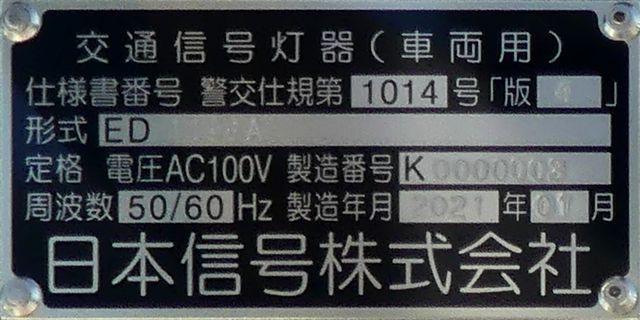 交通信号灯器(車両用)
仕様書番号 警交仕規第 1014 号「版 」
形式 ED
定格 電圧AC100V 製造番号 K
周波数 50/60 Hz 製造年月 2021 年 07 月
日本信号株式会社